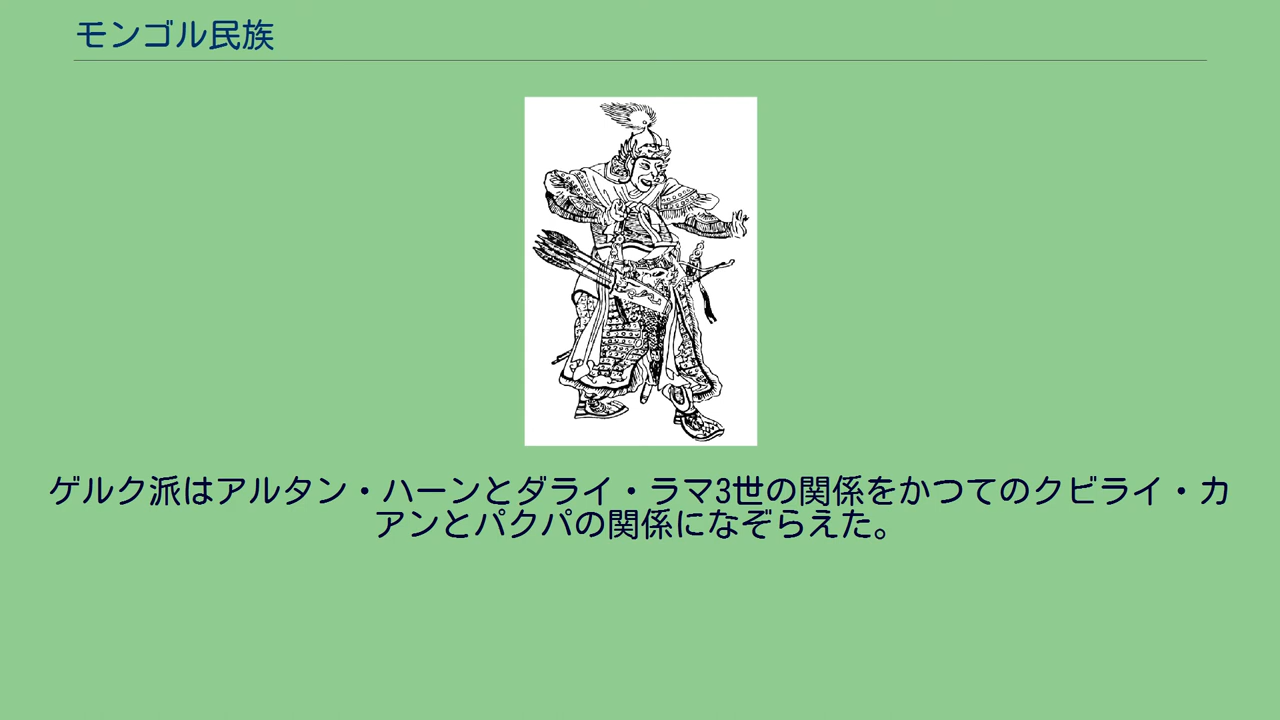 モンゴル民族
ゲルク派はアルタン・ハーンとダライ・ラマ3世の関係をかつてのクビライ・カ
アンとパクパの関係になぞらえた。